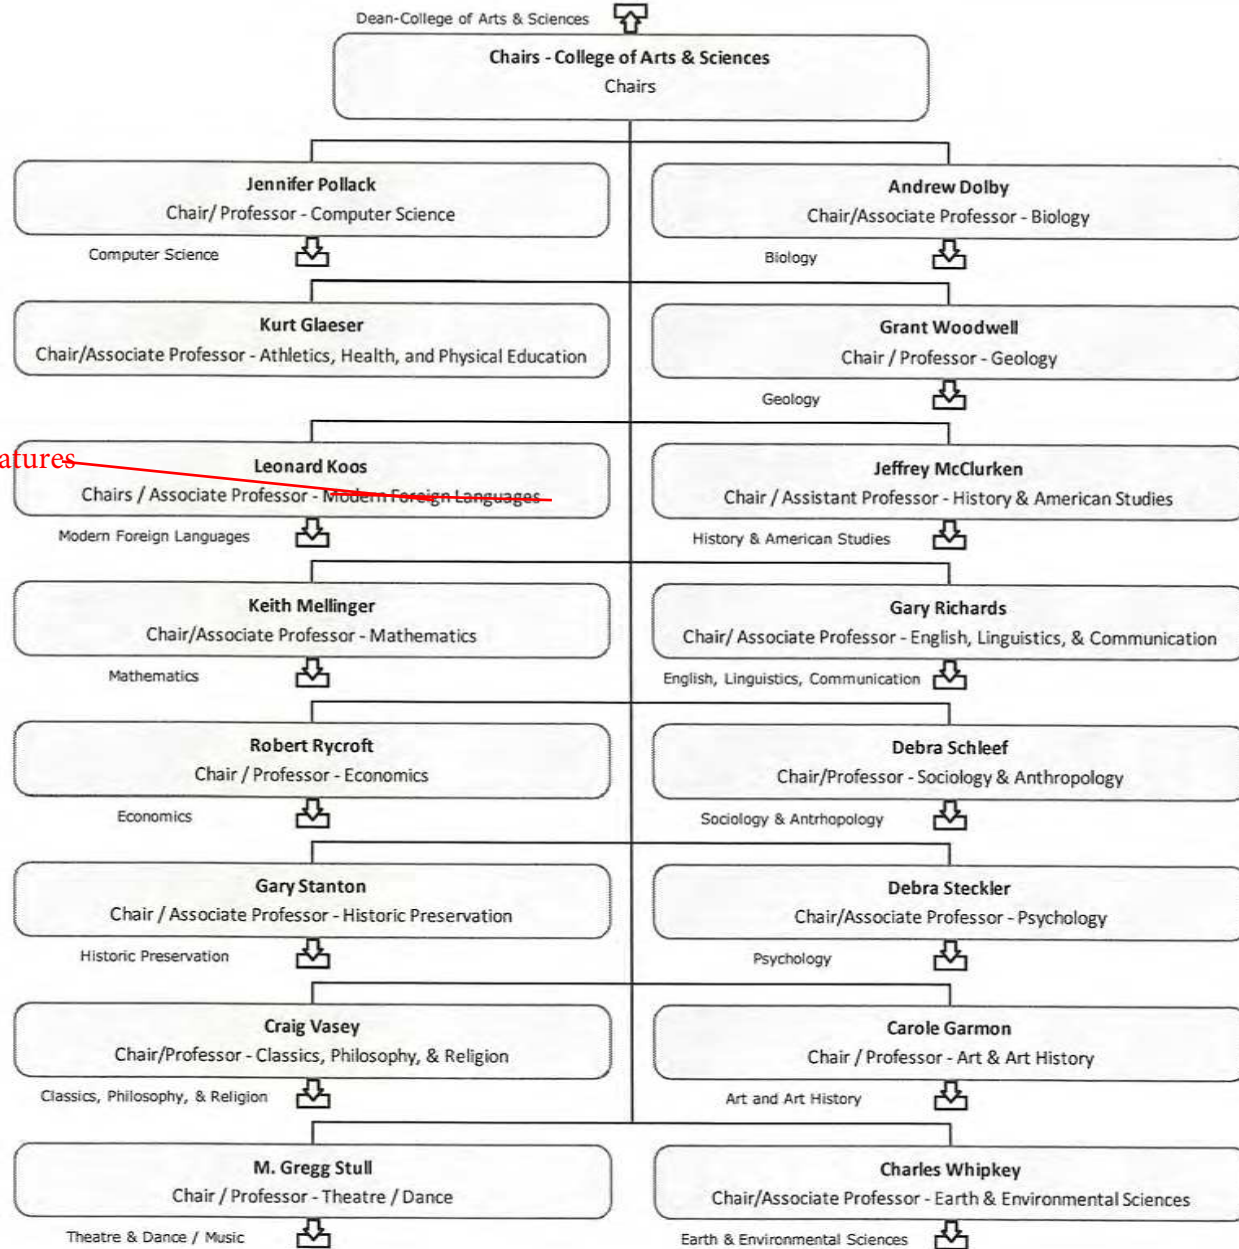 Dean-College of Arts & Sciences
Chairs - College of Arts & Sciences
Chairs
Jennifer Pollack
Chair/ Professor - Computer Science
Computer Science
Andrew Dolby
Chair/Associate Professor - Biology
Biology
Kurt Glaeser
Chair/Associate Professor - Athletics, Health, and Physical Education
Grant Woodwell
Chair / Professor - Geology
Geology
atures
Leonard Koos
Chairs / Associate Professor - Modern Foreign Languages
Modern Foreign Languages
Jeffrey McClurken
Chair / Assistant Professor - History & American Studies
History & American Studies
Keith Mellinger
Chair/Associate Professor - Mathematics
Mathematics
Gary Richards
Chair/ Associate Professor - English, Linguistics, & Communication
English, Linguistics, Communication
Robert Rycroft
Chair / Professor - Economics
Economics
Debra Schleef
Chair/Professor - Sociology & Anthropology
Sociology & Antrhopology
Gary Stanton
Chair / Associate Professor - Historic Preservation
Historic Preservation
Debra Steckler
Chair/Associate Professor - Psychology
Psychology
Craig Vasey
Chair/Professor - Classics, Philosophy, & Religion
Classics, Philosophy, & Religion
Carole Garmon
Chair / Professor - Art & Art History
Art and Art History
M. Gregg Stull
Chair / Professor - Theatre / Dance
Theatre & Dance / Music
Charles Whipkey
Chair/Associate Professor - Earth & Environmental Sciences
Earth & Environmental Sciences